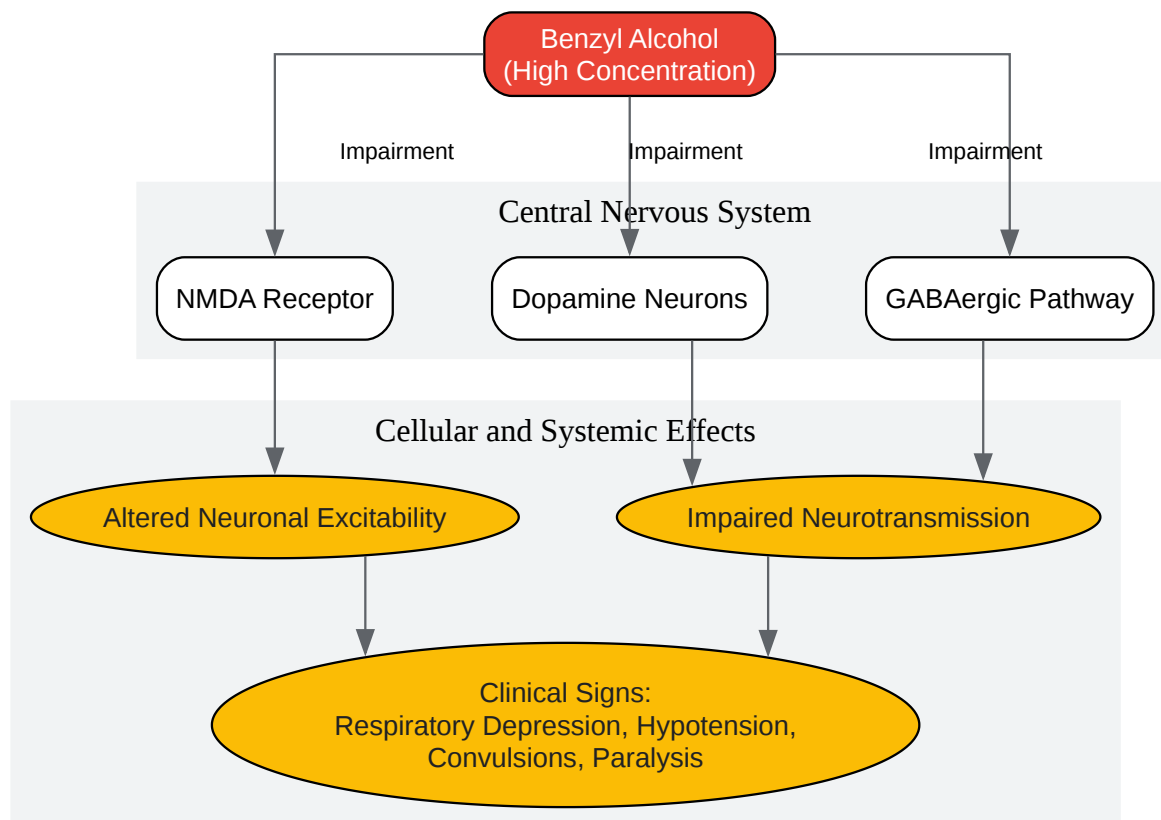 Benzyl Alcohol
(High Concentration)
Impairment
Impairment
Impairment
Central Nervous System
NMDA Receptor
Dopamine Neurons
GABAergic Pathway
Cellular and Systemic Effects
Altered Neuronal Excitability
Impaired Neurotransmission
Clinical Signs:
Respiratory Depression, Hypotension,
Convulsions, Paralysis